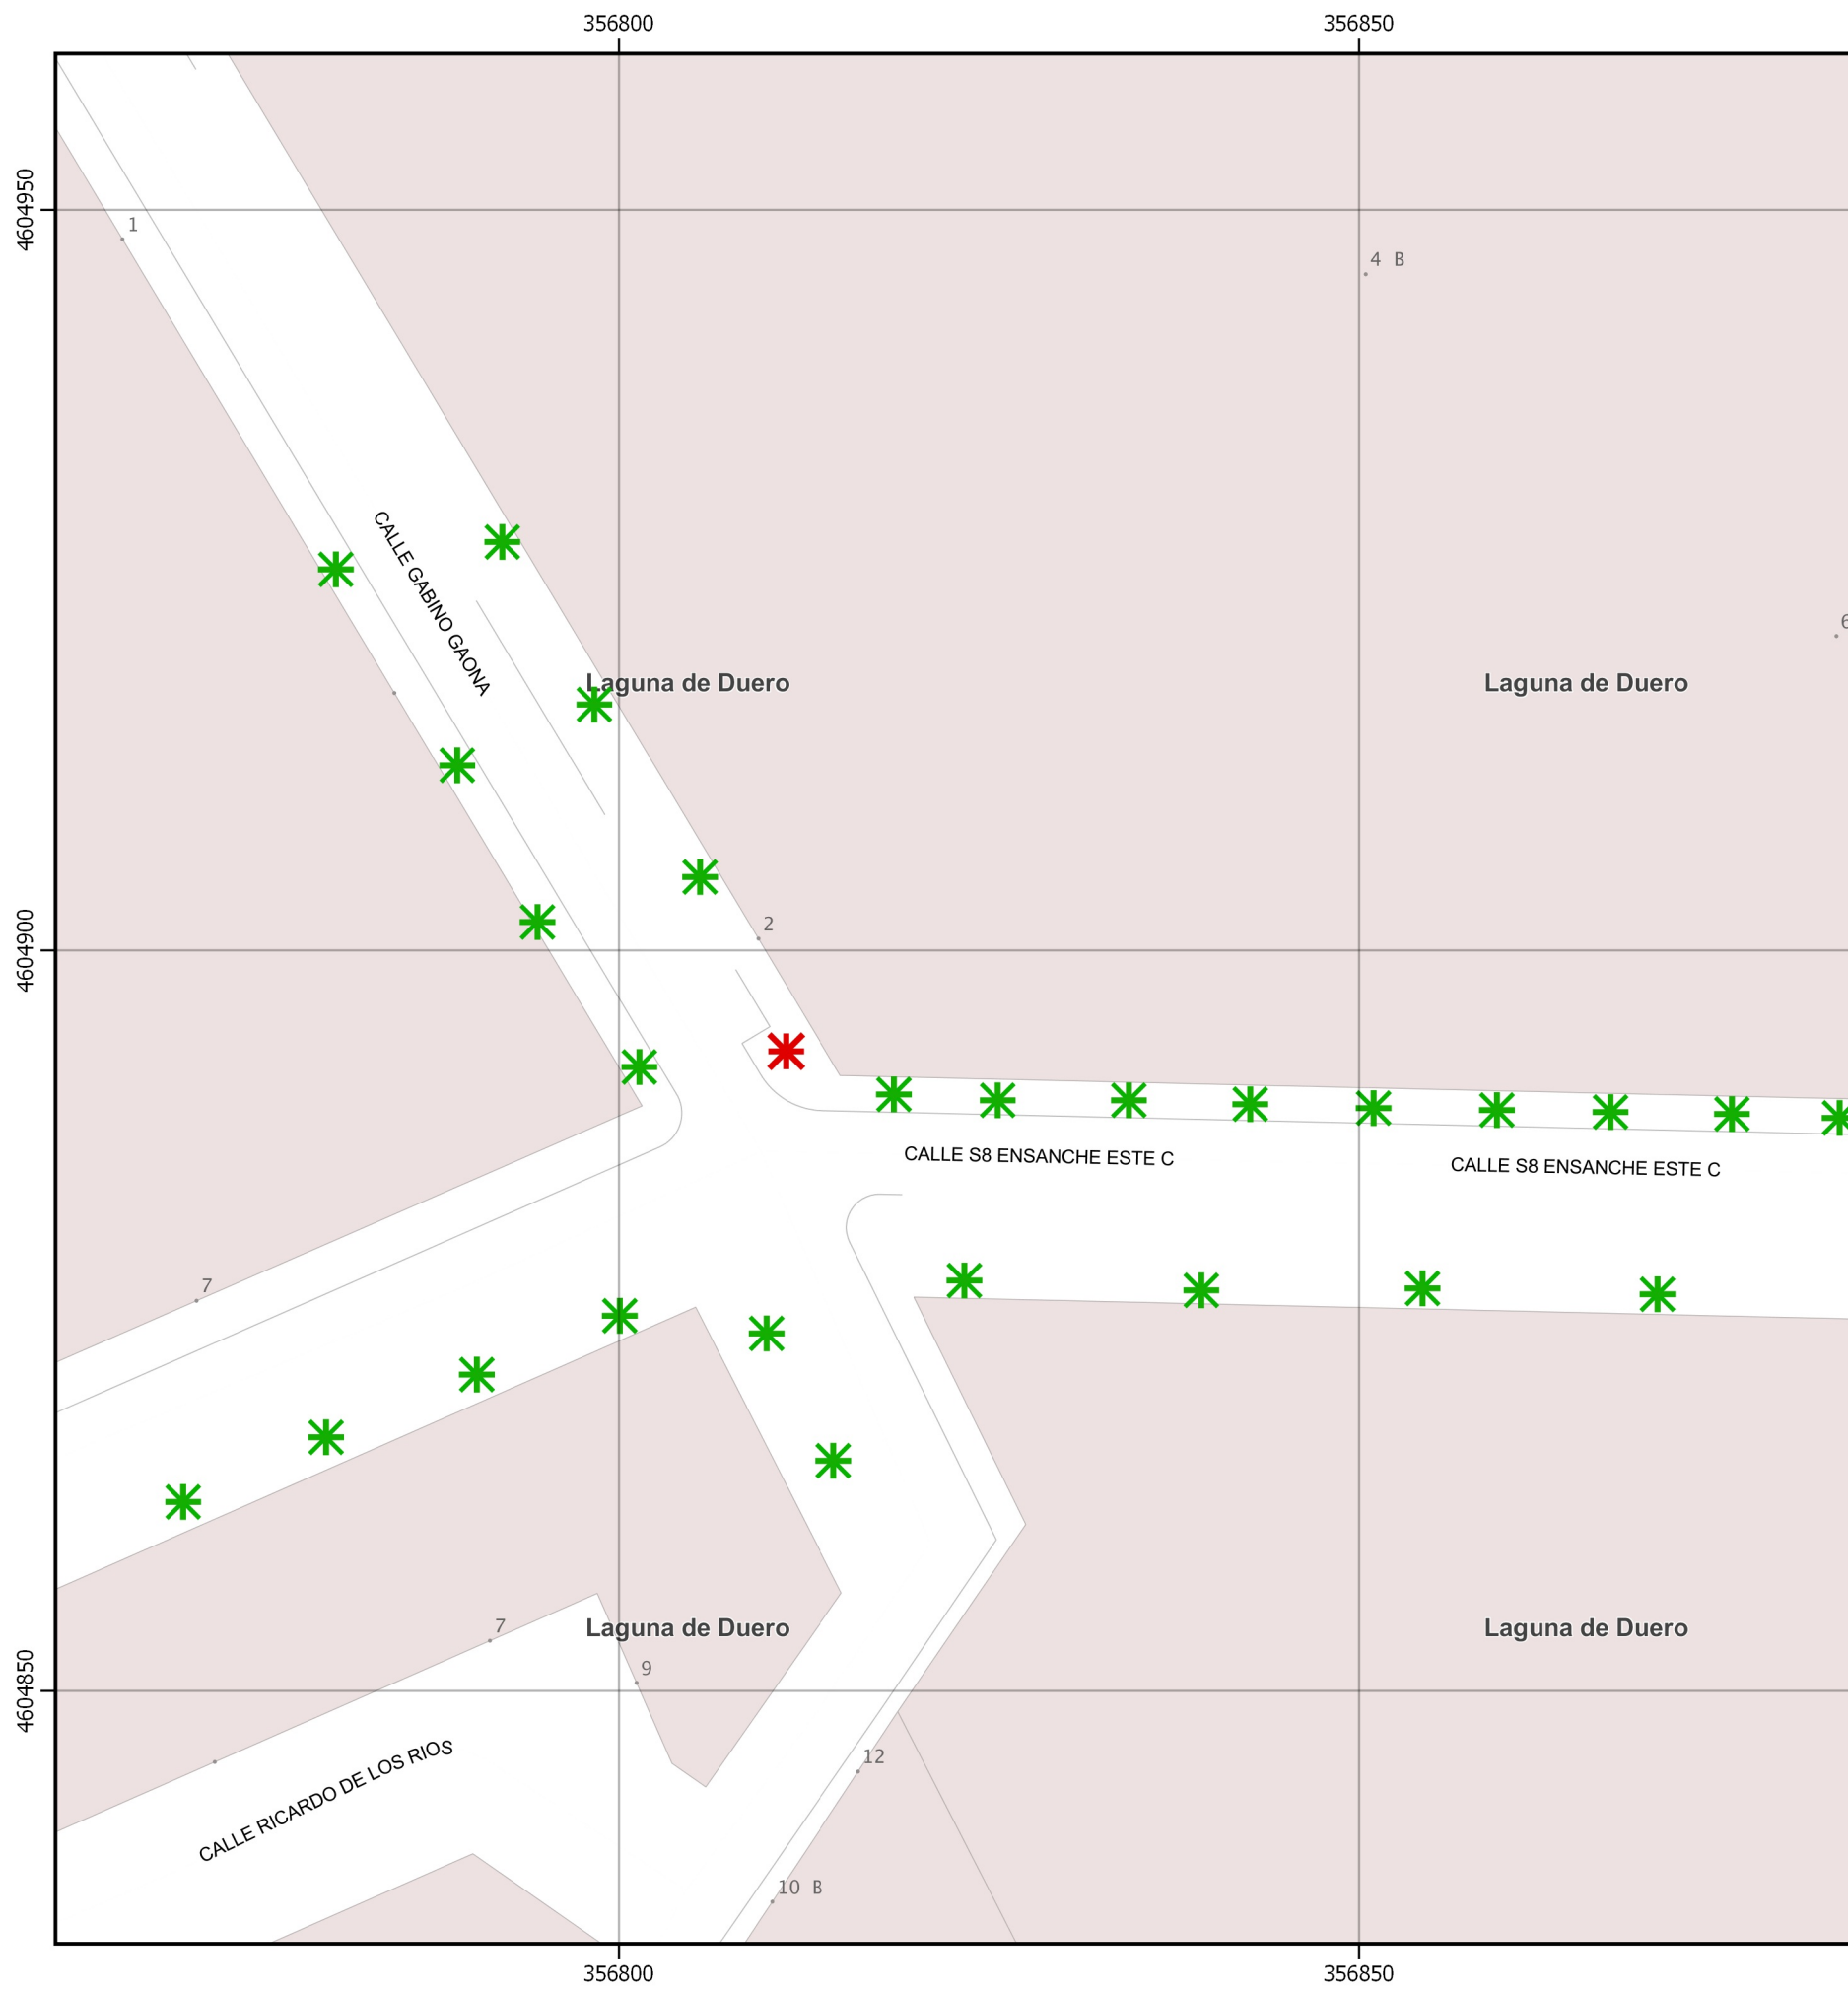 356800
356850
4604950
1
4 B
CALLE GABINO GAONA
6
Laguna de Duero
Laguna de Duero
2
4604900
CALLE S8 ENSANCHE ESTE C
CALLE S8 ENSANCHE ESTE C
7
7
Laguna de Duero
Laguna de Duero
9
4604850
CALLE RICARDO DE LOS RIOS
12
10 B
356800
356850